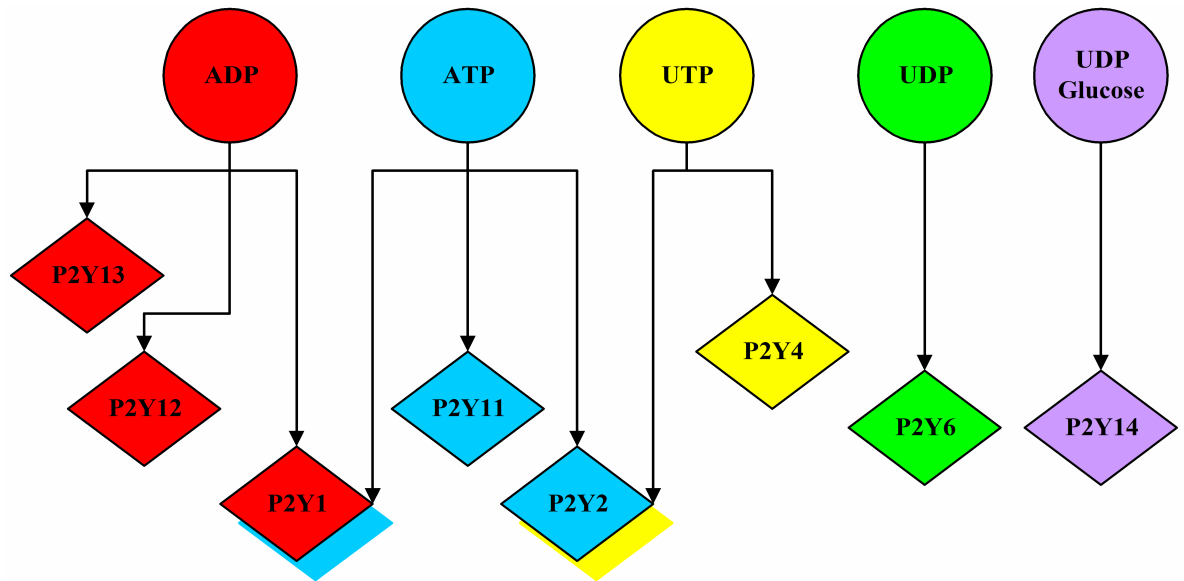 ADP
ATP
UTP
UDP
UDP
Glucose
P2Y13
P2Y12
P2Y1
P2Y11
P2Y2
P2Y4
P2Y6
P2Y14